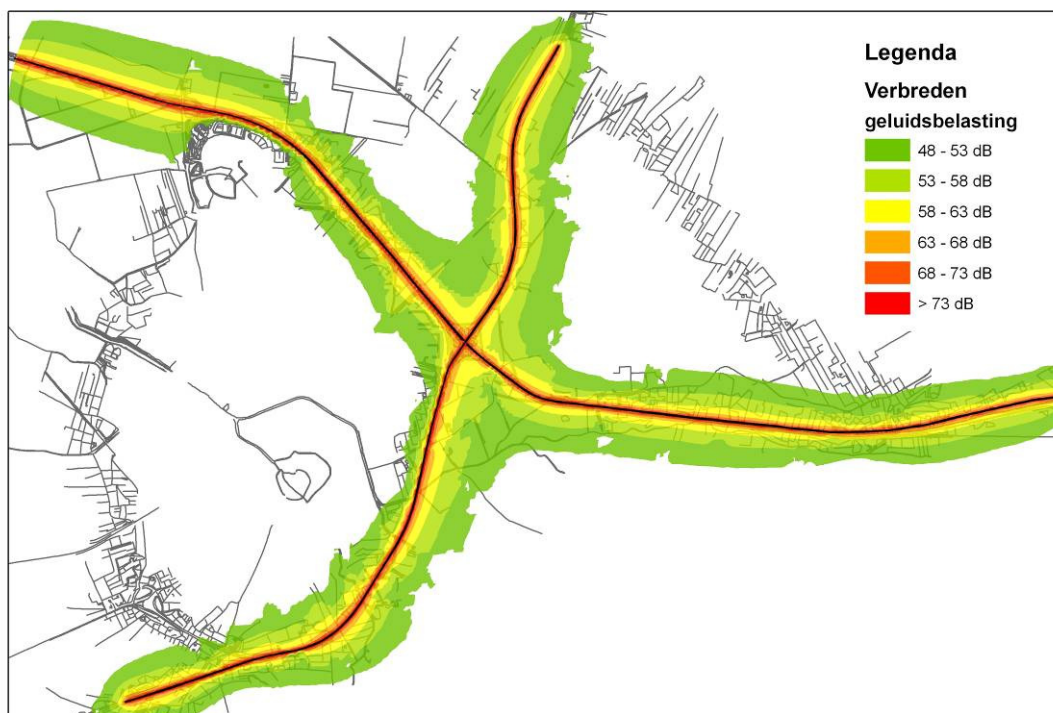 Legenda
Verbreden
geluidsbelasting
48 - 53 dB
53 - 58 dB
58 - 63 dB
63 - 68 dB
68 - 73 dB
> 73 dB